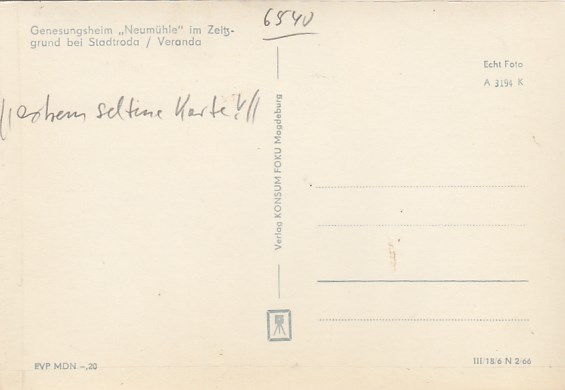 Genesungsheim „Neumühle" im Zeitz-
grund bei Stadtroda / Veranda
6540
Echt Foto
A 3194 K
seltene Karte!!
Verlag KONSUM FOKU Magdeburg
EVP MDN -,20
III/18/6 N 2/66